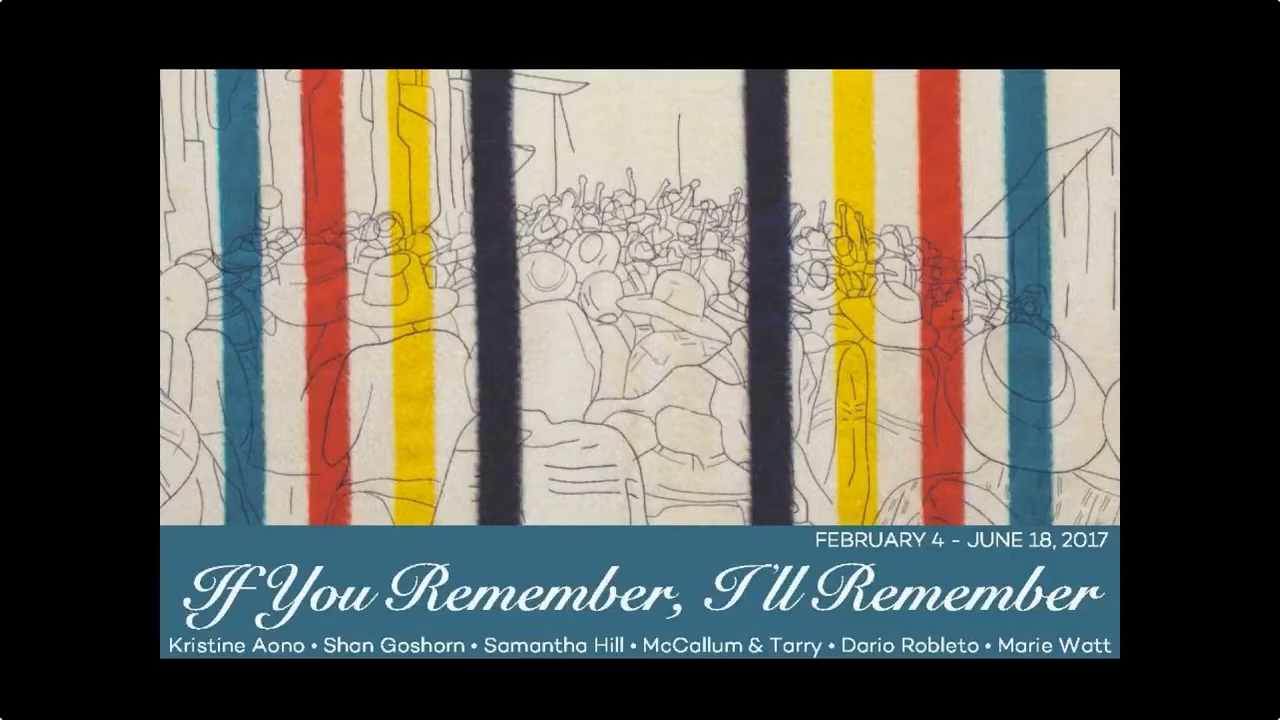 FEBRUARY 4 - JUNE 18, 2017
If You Remember, I'll Remember
Kristine Aono • Shan Goshorn • Samantha Hill • McCallum & Tarry • Dario Robleto • Marie Watt